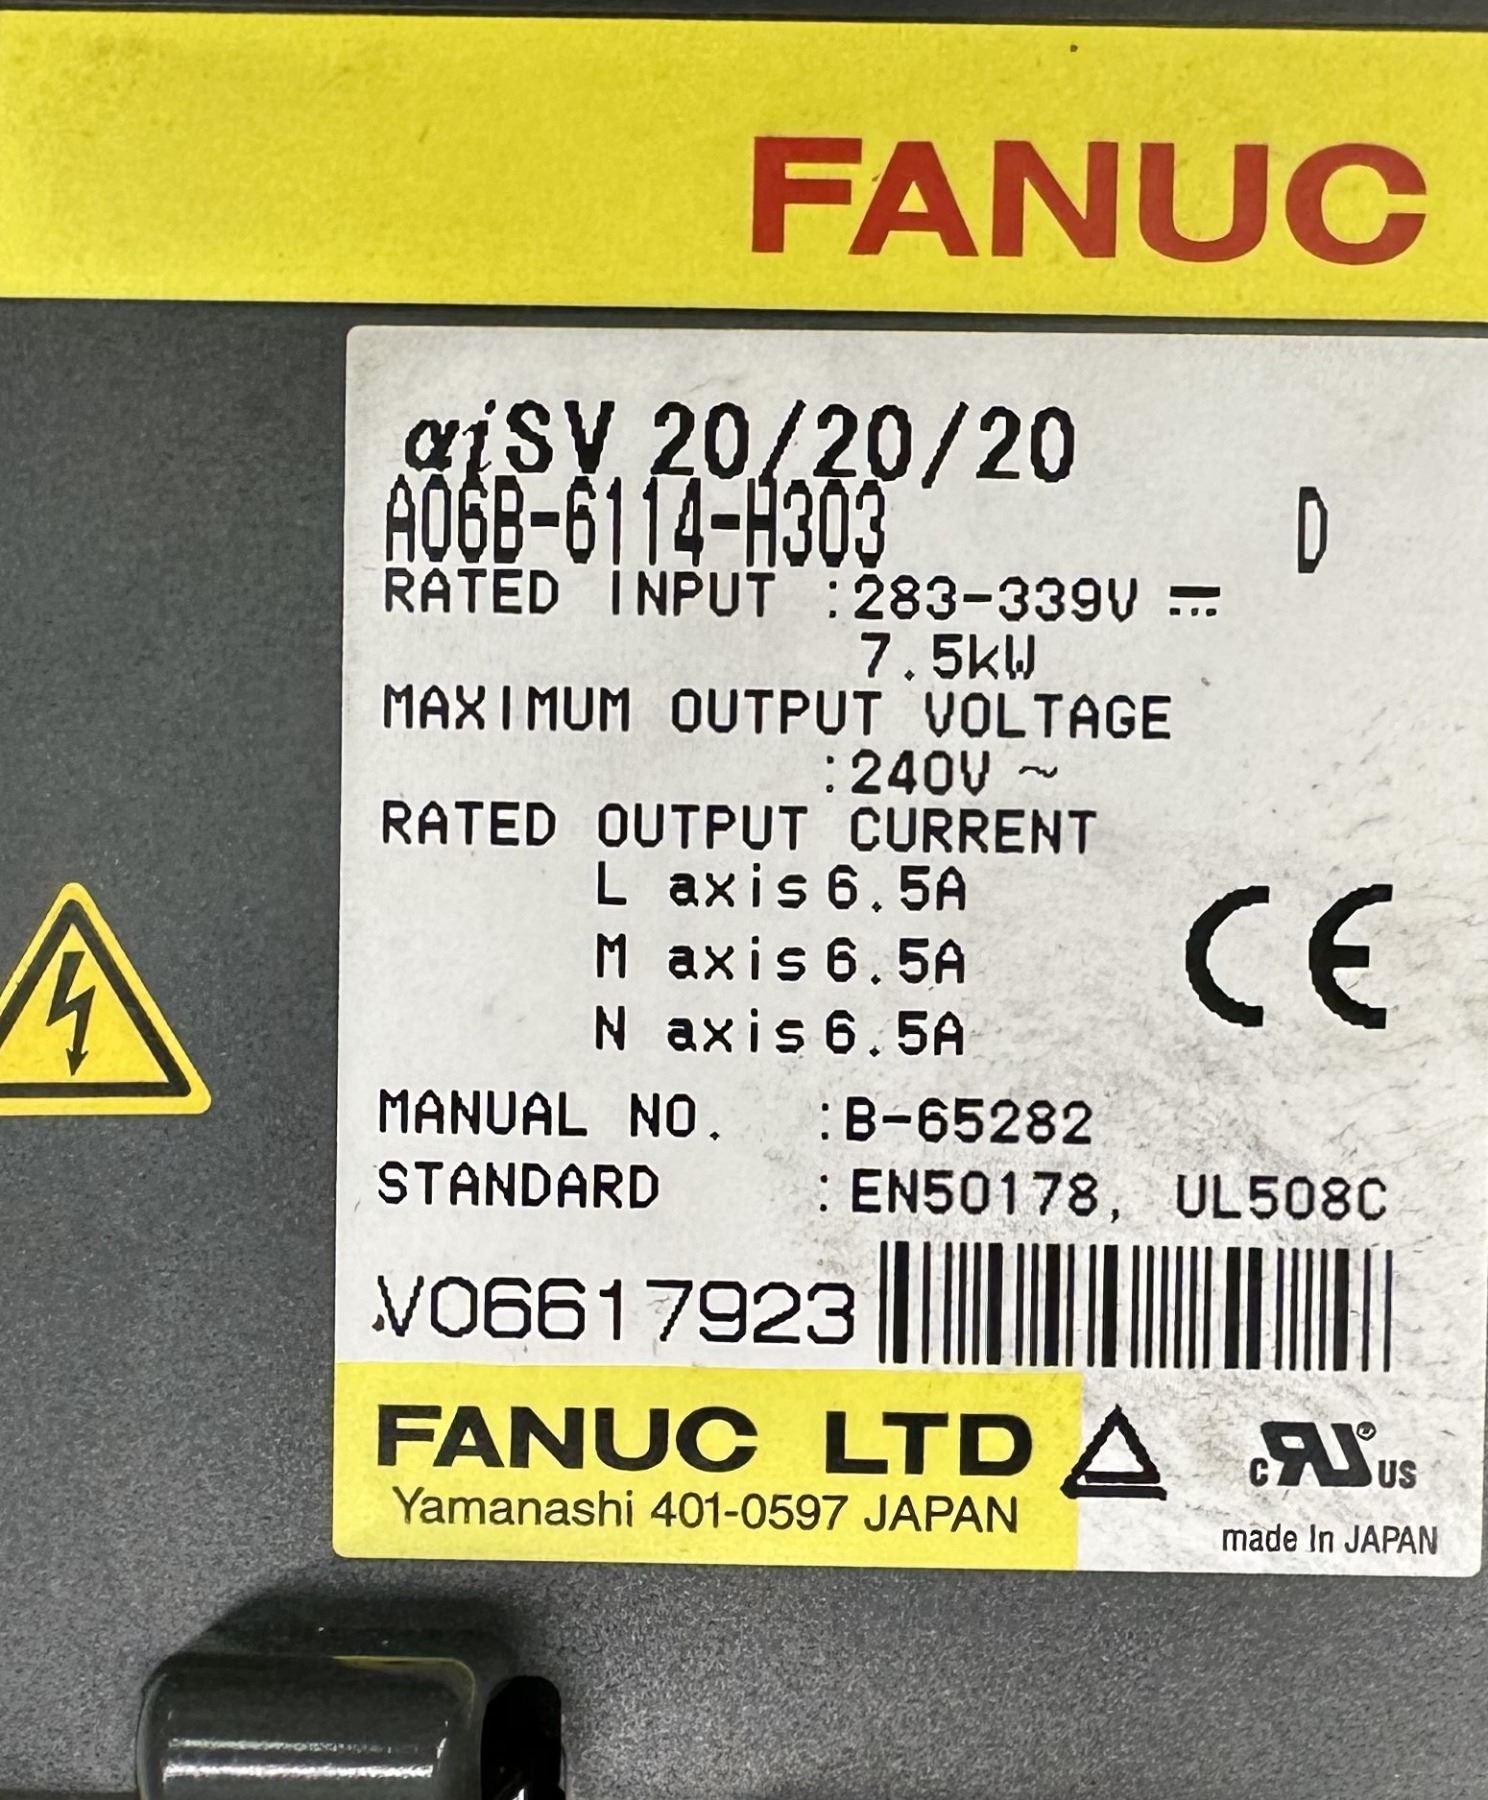 FANUC
αiSV 20/20/20
A06B-6114-H303 D
RATED INPUT :283-339V ⎓
7.5kW
MAXIMUM OUTPUT VOLTAGE
:240V ~
RATED OUTPUT CURRENT
L axis 6.5A
M axis 6.5A
N axis 6.5A
CE
MANUAL NO. :B-65282
STANDARD :EN50178, UL508C
V06617923
FANUC LTD
Yamanashi 401-0597 JAPAN
c RU ® US
made In JAPAN